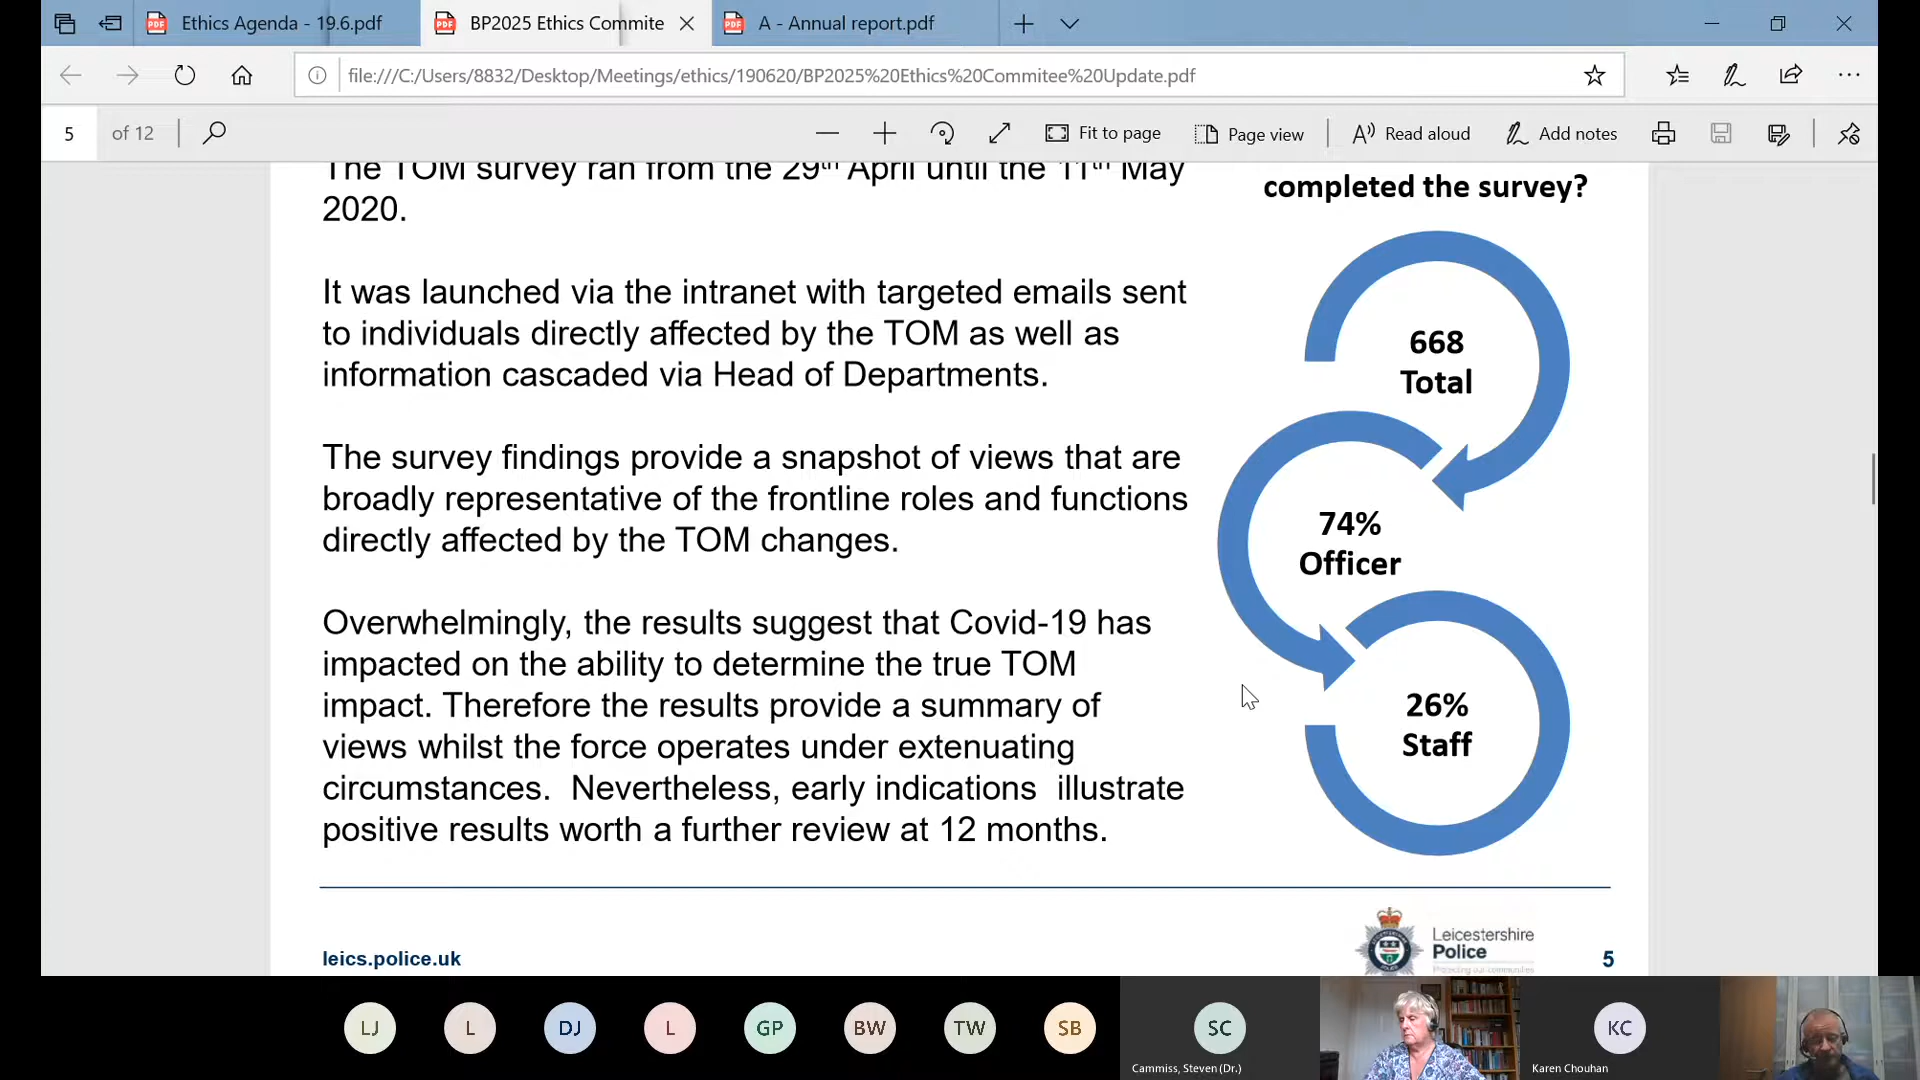 Ethics Agenda - 19.6.pdf
BP2025 Ethics Commite
A - Annual report.pdf
file:///C:/Users/8832/Desktop/Meetings/ethics/190620/BP2025%20Ethics%20Commitee%20Update.pdf
5 of 12
Fit to page
Page view
Read aloud
Add notes
The TOM survey ran from the 29th April until the 11th May
2020.
It was launched via the intranet with targeted emails sent
to individuals directly affected by the TOM as well as
information cascaded via Head of Departments.
The survey findings provide a snapshot of views that are
broadly representative of the frontline roles and functions
directly affected by the TOM changes.
Overwhelmingly, the results suggest that Covid-19 has
impacted on the ability to determine the true TOM
impact. Therefore the results provide a summary of
views whilst the force operates under extenuating
circumstances.  Nevertheless, early indications  illustrate
positive results worth a further review at 12 months.
completed the survey?
668
Total
74%
Officer
26%
Staff
leics.police.uk
Leicestershire
Police
Protecting our communities
5
LJ
L
DJ
L
GP
BW
TW
SB
SC
KC
Cammiss, Steven (Dr.)
Karen Chouhan